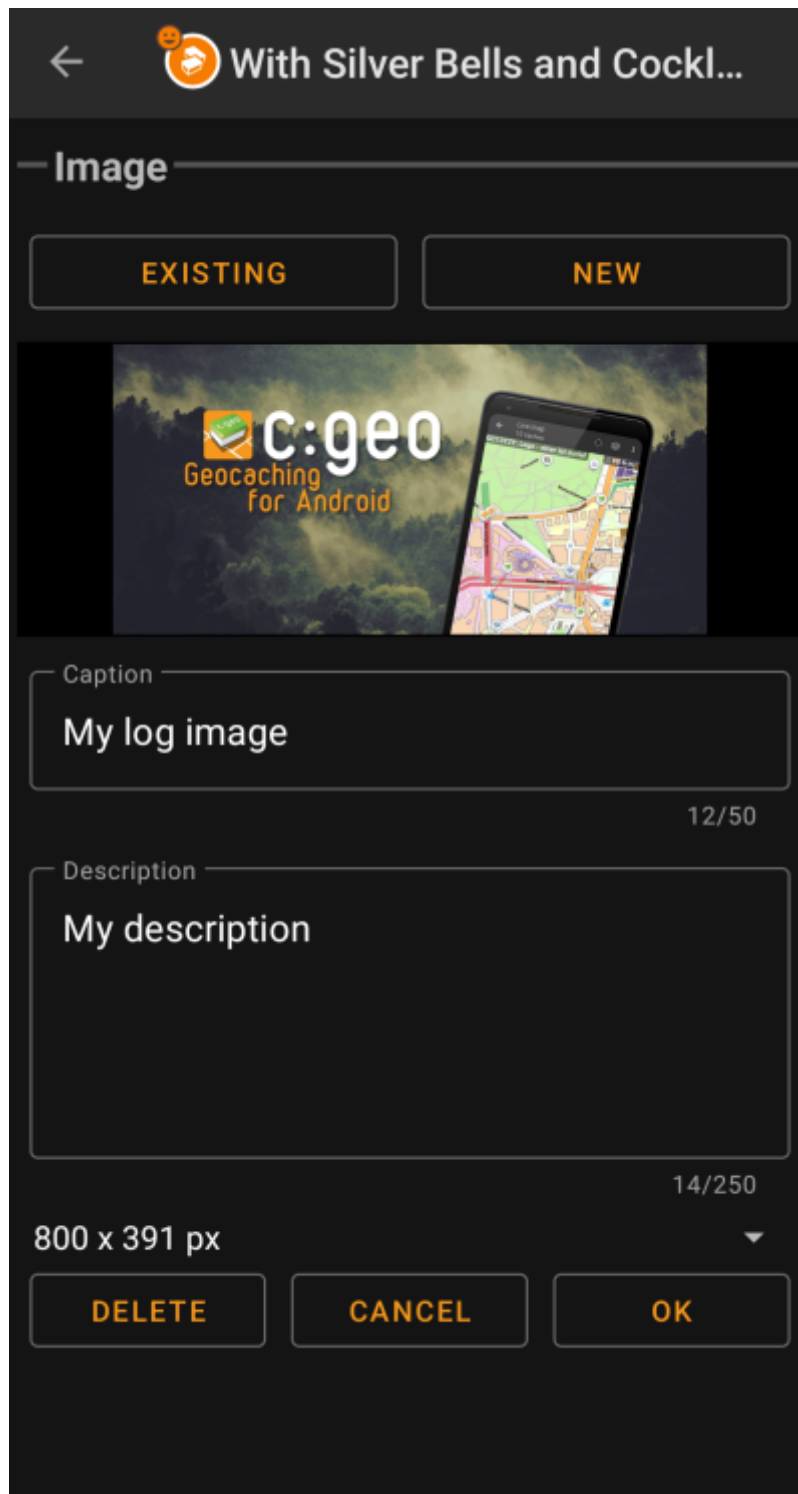 With Silver Bells and Cockl...
Image
EXISTING
NEW
c:geo
Geocaching
for Android
Caption
My log image
12/50
Description
My description
14/250
800 x 391 px
DELETE
CANCEL
OK